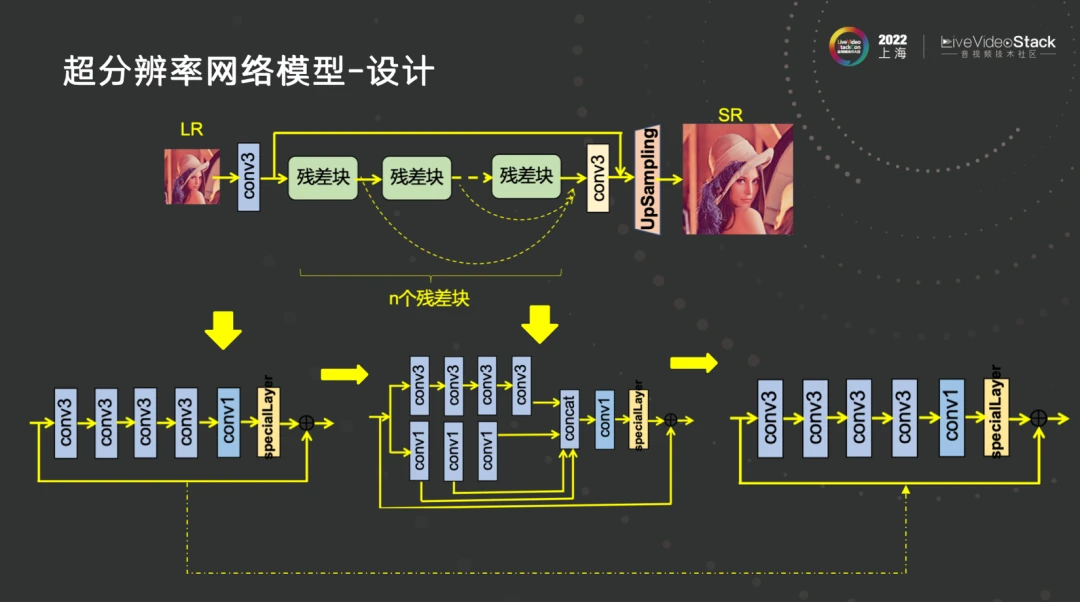 超分辨率网络模型-设计
2022
上海
LiveVideoStack
音视频技术社区
LR
SR
conv3
残差块
残差块
残差块
conv3
UpSampling
n个残差块
conv3
conv3
conv3
conv3
conv1
specialLayer
conv3
conv3
conv3
conv3
conv1
conv1
conv1
concat
conv1
specialLayer
conv3
conv3
conv3
conv3
conv1
specialLayer